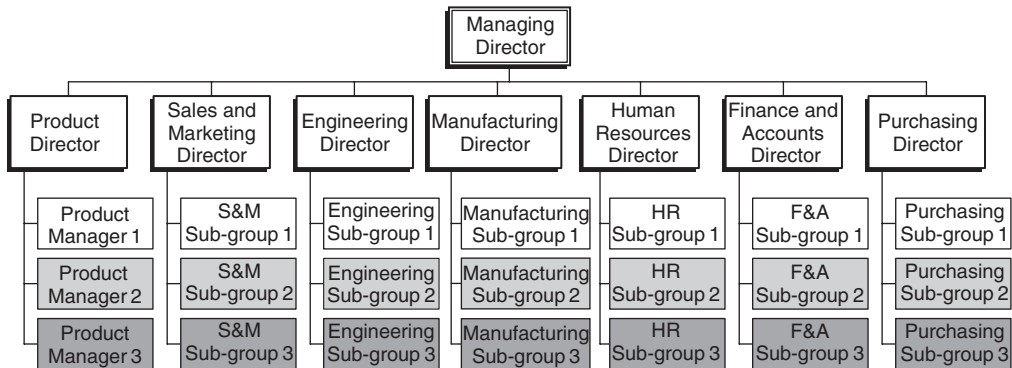 Managing
Director
Product
Director
Sales and
Marketing
Director
Engineering
Director
Manufacturing
Director
Human
Resources
Director
Finance and
Accounts
Director
Purchasing
Director
Product
Manager 1
S&M
Sub-group 1
Engineering
Sub-group 1
Manufacturing
Sub-group 1
HR
Sub-group 1
F&A
Sub-group 1
Purchasing
Sub-group 1
Product
Manager 2
S&M
Sub-group 2
Engineering
Sub-group 2
Manufacturing
Sub-group 2
HR
Sub-group 2
F&A
Sub-group 2
Purchasing
Sub-group 2
Product
Manager 3
S&M
Sub-group 3
Engineering
Sub-group 3
Manufacturing
Sub-group 3
HR
Sub-group 3
F&A
Sub-group 3
Purchasing
Sub-group 3